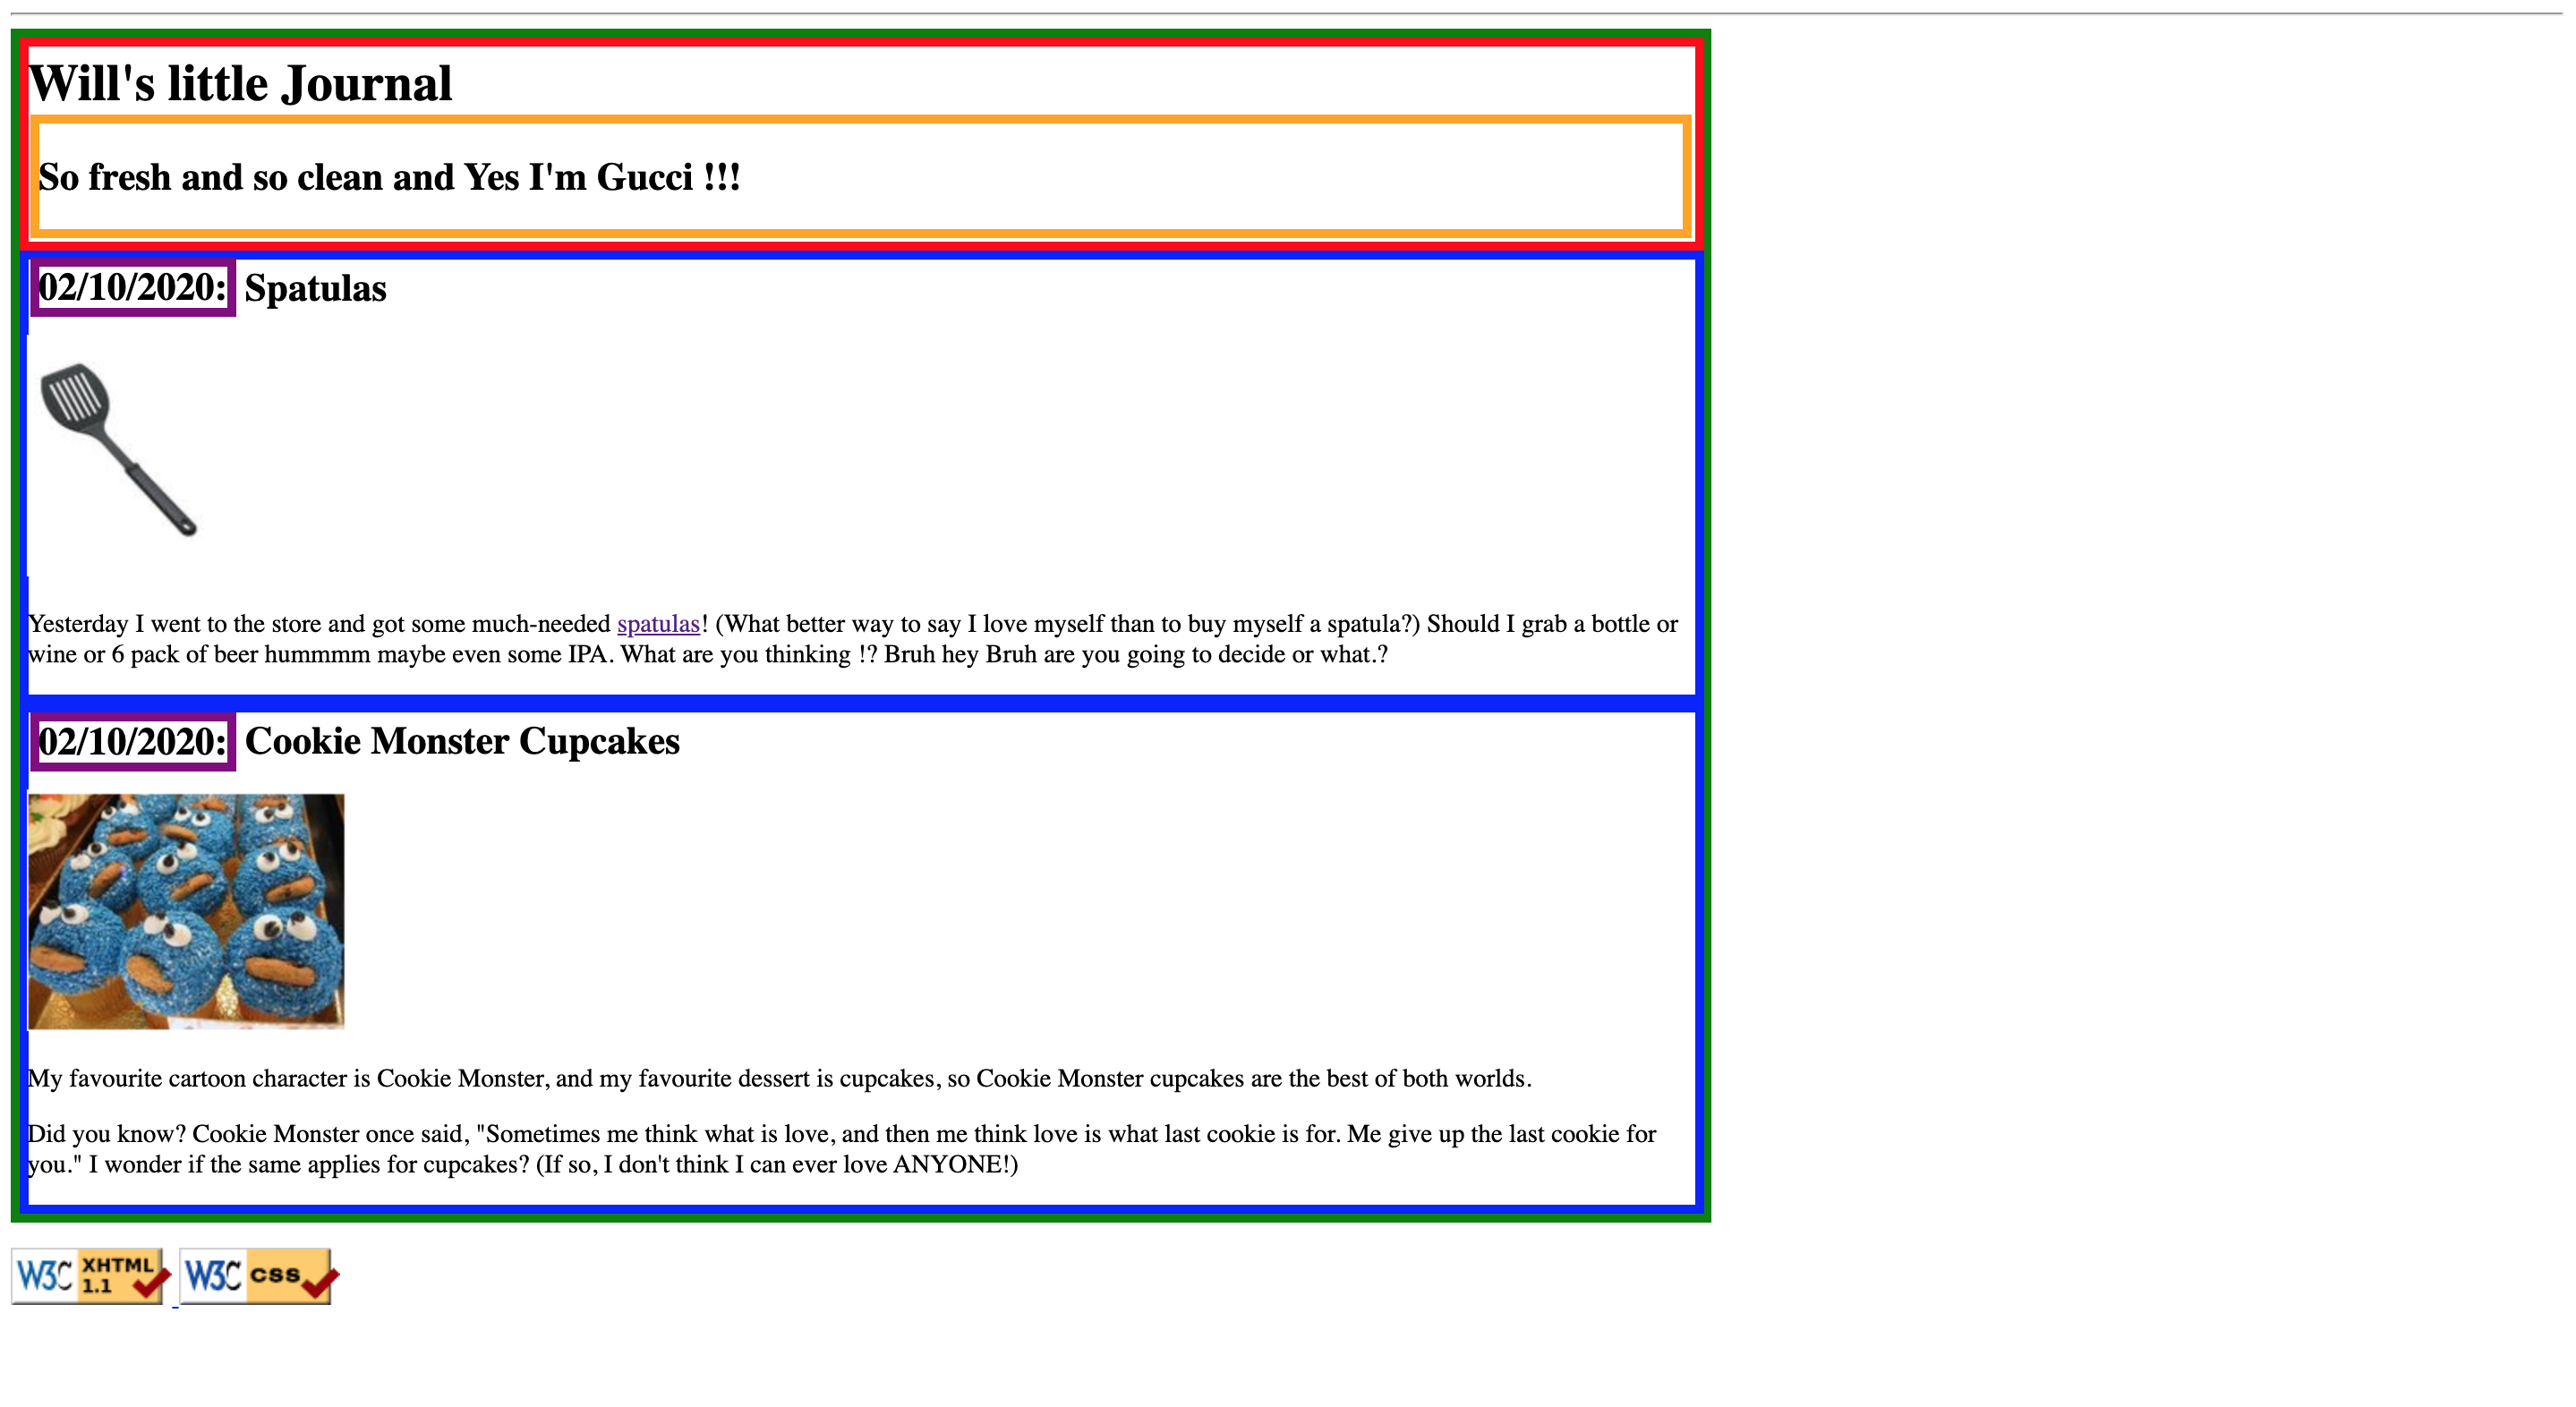 Will's little Journal
So fresh and so clean and Yes I'm Gucci !!!
02/10/2020: Spatulas
Yesterday I went to the store and got some much-needed spatulas! (What better way to say I love myself than to buy myself a spatula?) Should I grab a bottle or
wine or 6 pack of beer hummmm maybe even some IPA. What are you thinking !? Bruh hey Bruh are you going to decide or what.?
02/10/2020: Cookie Monster Cupcakes
My favourite cartoon character is Cookie Monster, and my favourite dessert is cupcakes, so Cookie Monster cupcakes are the best of both worlds.
Did you know? Cookie Monster once said, "Sometimes me think what is love, and then me think love is what last cookie is for. Me give up the last cookie for
you." I wonder if the same applies for cupcakes? (If so, I don't think I can ever love ANYONE!)
W3C XHTML 1.1 W3C css